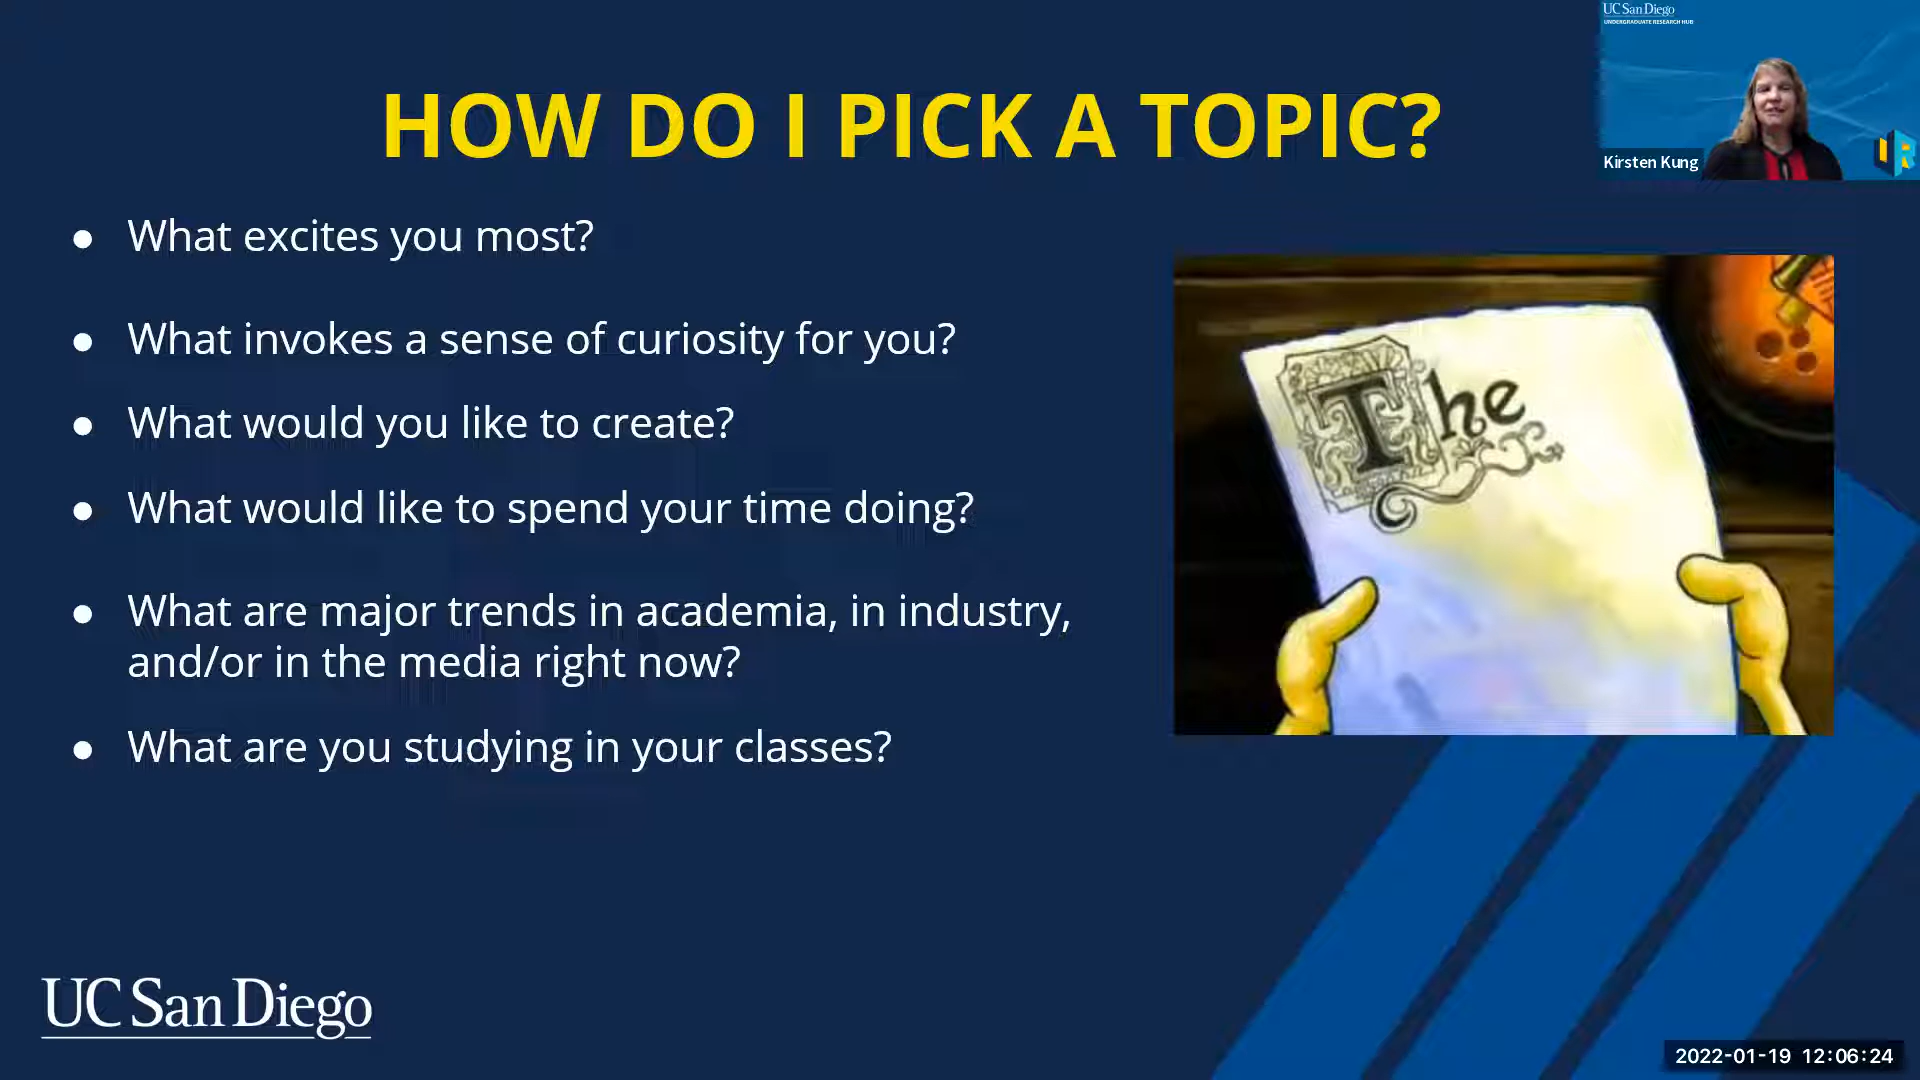 UC San Diego
UNDERGRADUATE RESEARCH HUB
HOW DO I PICK A TOPIC?
Kirsten Kung
● What excites you most?
● What invokes a sense of curiosity for you?
● What would you like to create?
● What would like to spend your time doing?
● What are major trends in academia, in industry,
and/or in the media right now?
● What are you studying in your classes?
The
UC San Diego
2022-01-19 12:06:24